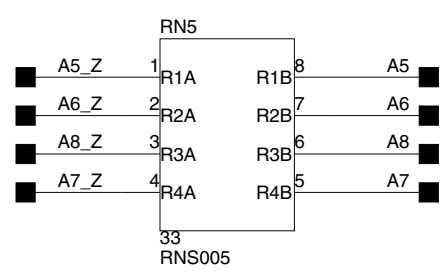 RN5
A5_Z 1 R1A R1B 8 A5
A6_Z 2 R2A R2B 7 A6
A8_Z 3 R3A R3B 6 A8
A7_Z 4 R4A R4B 5 A7
33
RNS005